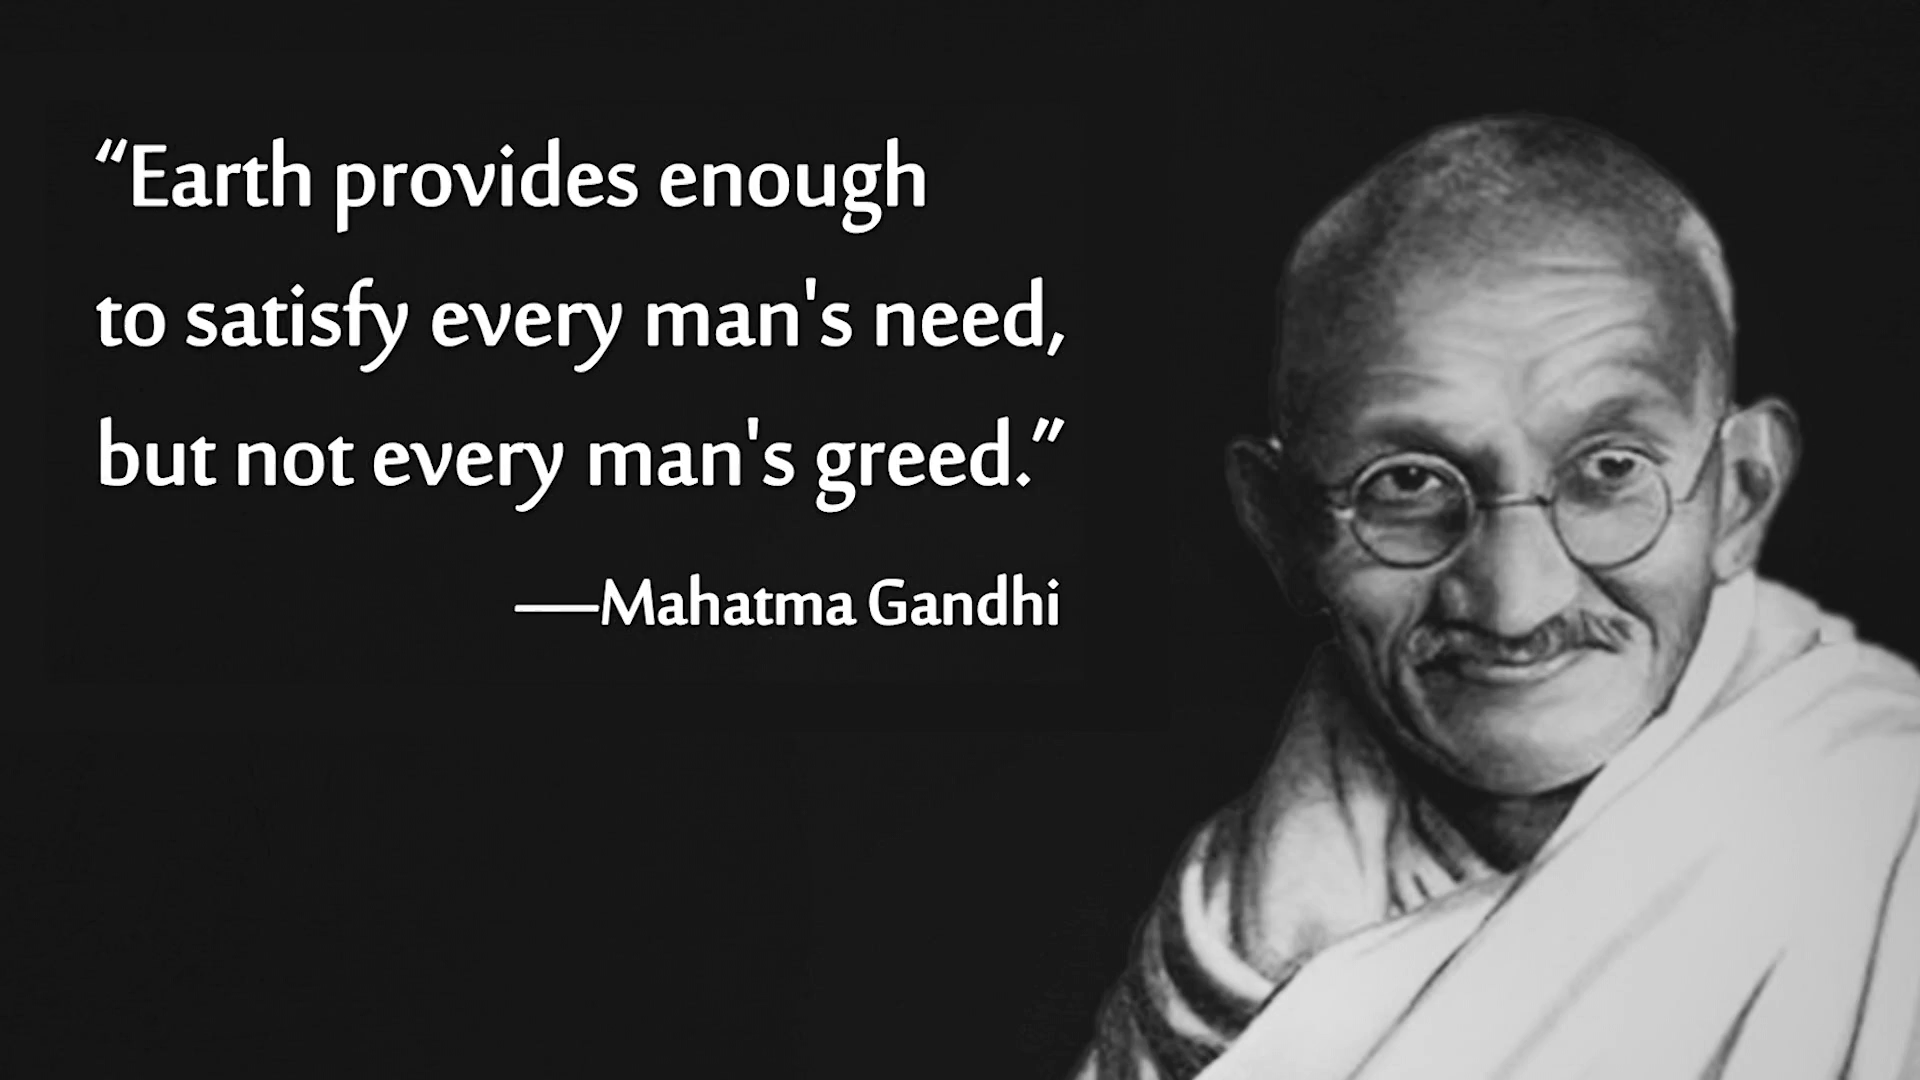 “Earth provides enough
to satisfy every man's need,
but not every man's greed.”
—Mahatma Gandhi